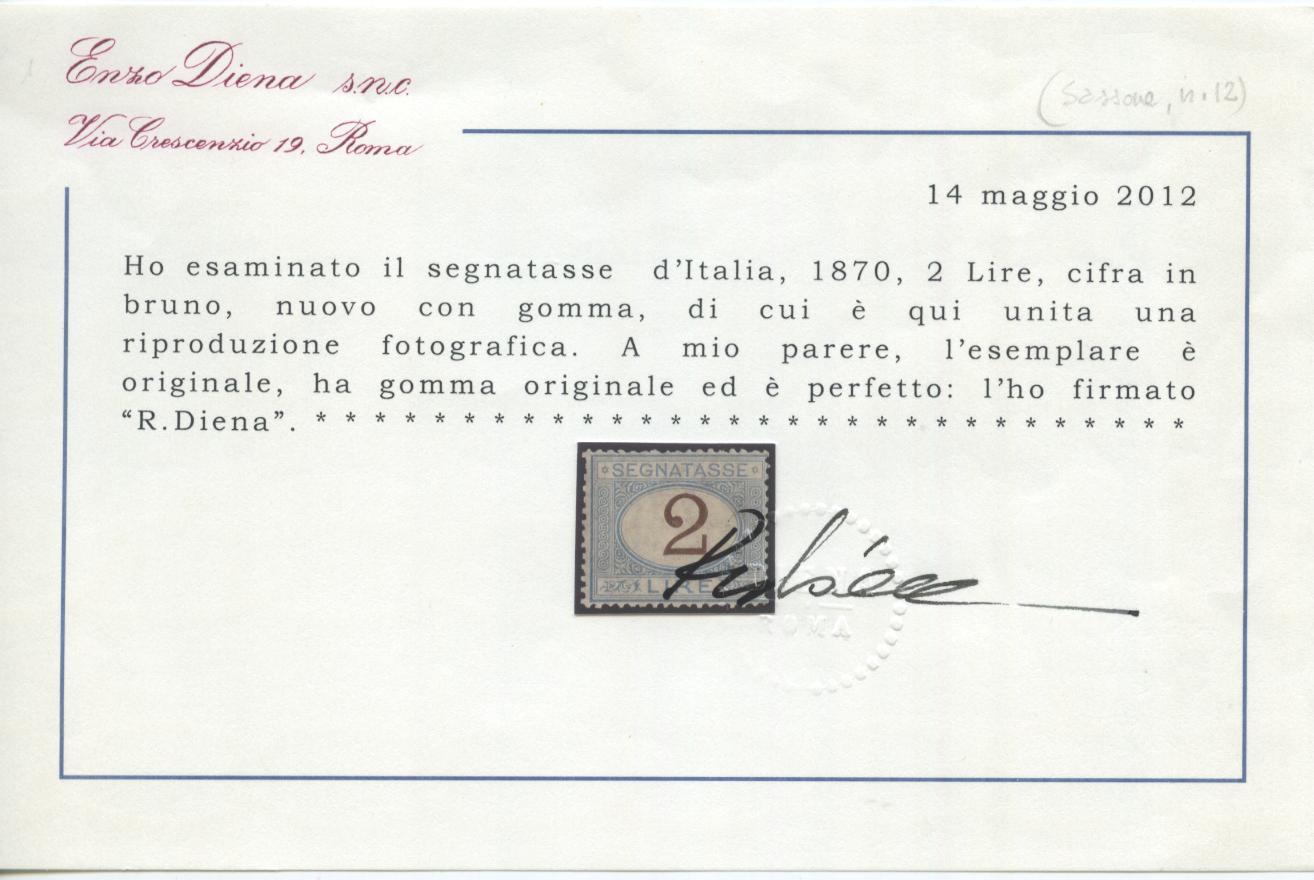 Enzo Diena s.n.c.
Via Crescenzio 19, Roma
(Sassone, n.12)
14 maggio 2012
Ho esaminato il segnatasse d'Italia, 1870, 2 Lire, cifra in
bruno, nuovo con gomma, di cui è qui unita una
riproduzione fotografica. A mio parere, l'esemplare è
originale, ha gomma originale ed è perfetto: l'ho firmato
“R.Diena”. * * * * * * * * * * * * * * * * * * * * * * * * * * * * * *
SEGNATASSE
2
LIRE